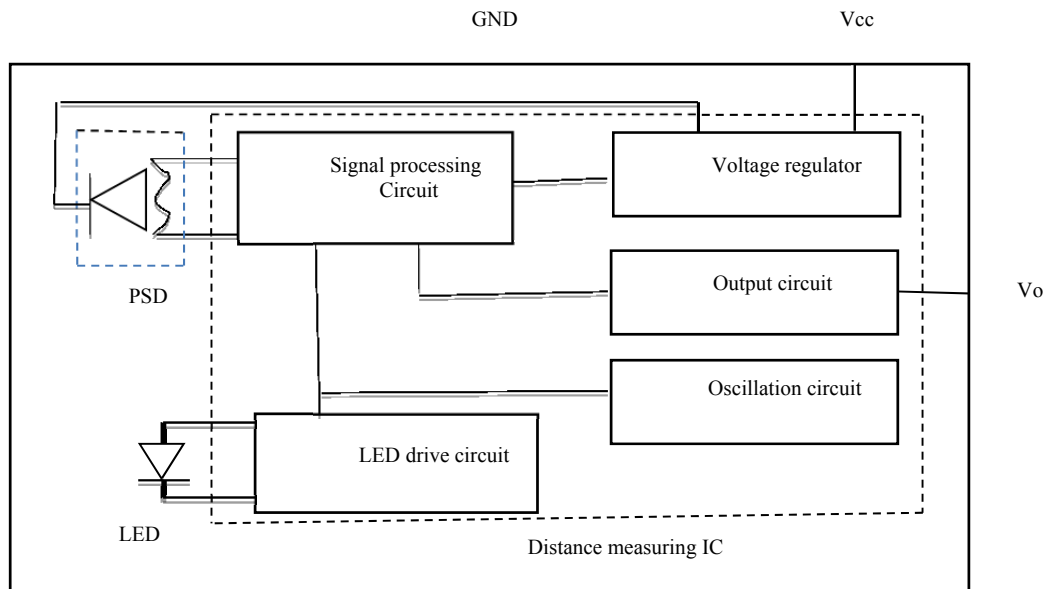 GND
Vcc
Signal processing
Circuit
Voltage regulator
PSD
Output circuit
Vo
Oscillation circuit
LED drive circuit
LED
Distance measuring IC